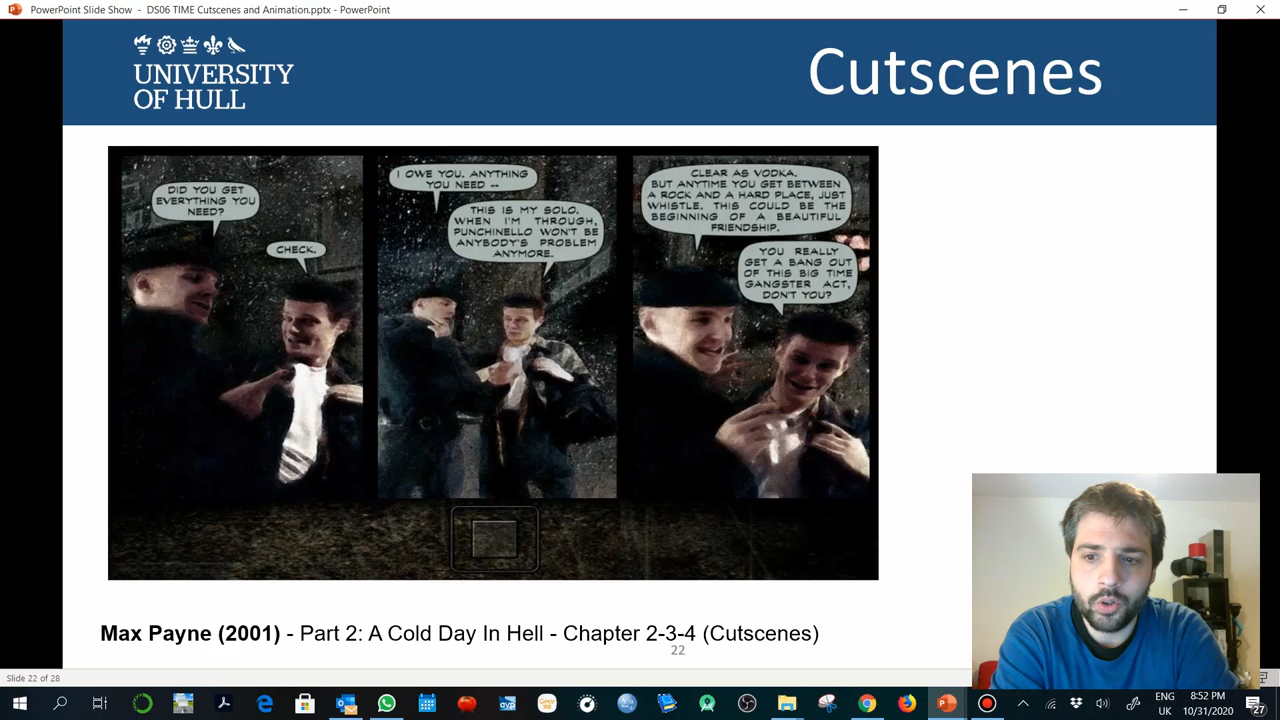 PowerPoint Slide Show - DS06 TIME Cutscenes and Animation.pptx - PowerPoint
UNIVERSITY
OF HULL
Cutscenes
DID YOU GET
EVERYTHING YOU
NEED?
CHECK.
I OWE YOU. ANYTHING
YOU NEED --
THIS IS MY SOLO.
WHEN I'M THROUGH,
PUNCHINELLO WON'T BE
ANYBODY'S PROBLEM
ANYMORE.
CLEAR AS VODKA.
BUT ANYTIME YOU GET BETWEEN
A ROCK AND A HARD PLACE, JUST
WHISTLE. THIS COULD BE THE
BEGINNING OF A BEAUTIFUL
FRIENDSHIP.
YOU REALLY
GET A BANG OUT
OF THIS BIG TIME
GANGSTER ACT,
DON'T YOU?
Max Payne (2001) - Part 2: A Cold Day In Hell - Chapter 2-3-4 (Cutscenes)
22
Slide 22 of 28
ENG
UK
8:52 PM
10/31/2020
27